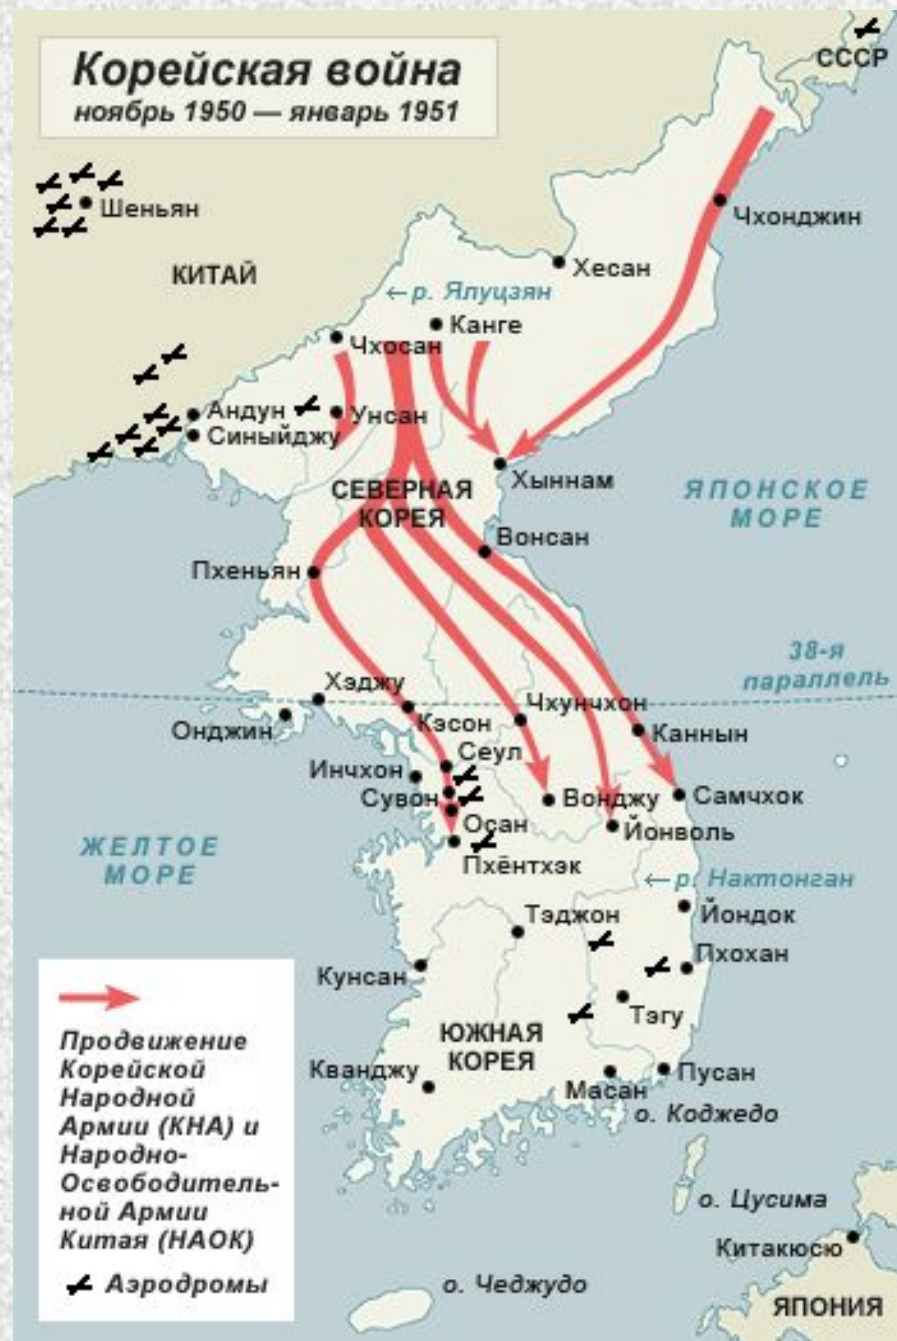 Корейская война
ноябрь 1950 — январь 1951
СССР
Шеньян
Чхонджин
КИТАЙ
Хесан
←р. Ялуцзян
Канге
Чхосан
Андун
Унсан
Синыйджу
Хыннам
СЕВЕРНАЯ
КОРЕЯ
ЯПОНСКОЕ
МОРЕ
Вонсан
Пхеньян
38-я
параллель
Хэджу
Чхунчхон
Онджин
Кэсон
Каннын
Сеул
Инчхон
Сувон
Вонджу
Самчхок
Осан
Йонволь
Пхёнтхэк
ЖЕЛТОЕ
МОРЕ
←р. Нактонган
Тэджон
Йондок
Пхохан
Кунсан
Тэгу
ЮЖНАЯ
КОРЕЯ
Кванджу
Масан
Пусан
о. Коджедо
о. Цусима
Китакюсю
о. Чеджудо
ЯПОНИЯ
Продвижение
Корейской
Народной
Армии (КНА) и
Народно-
Освободитель-
ной Армии
Китая (НАОК)
Аэродромы